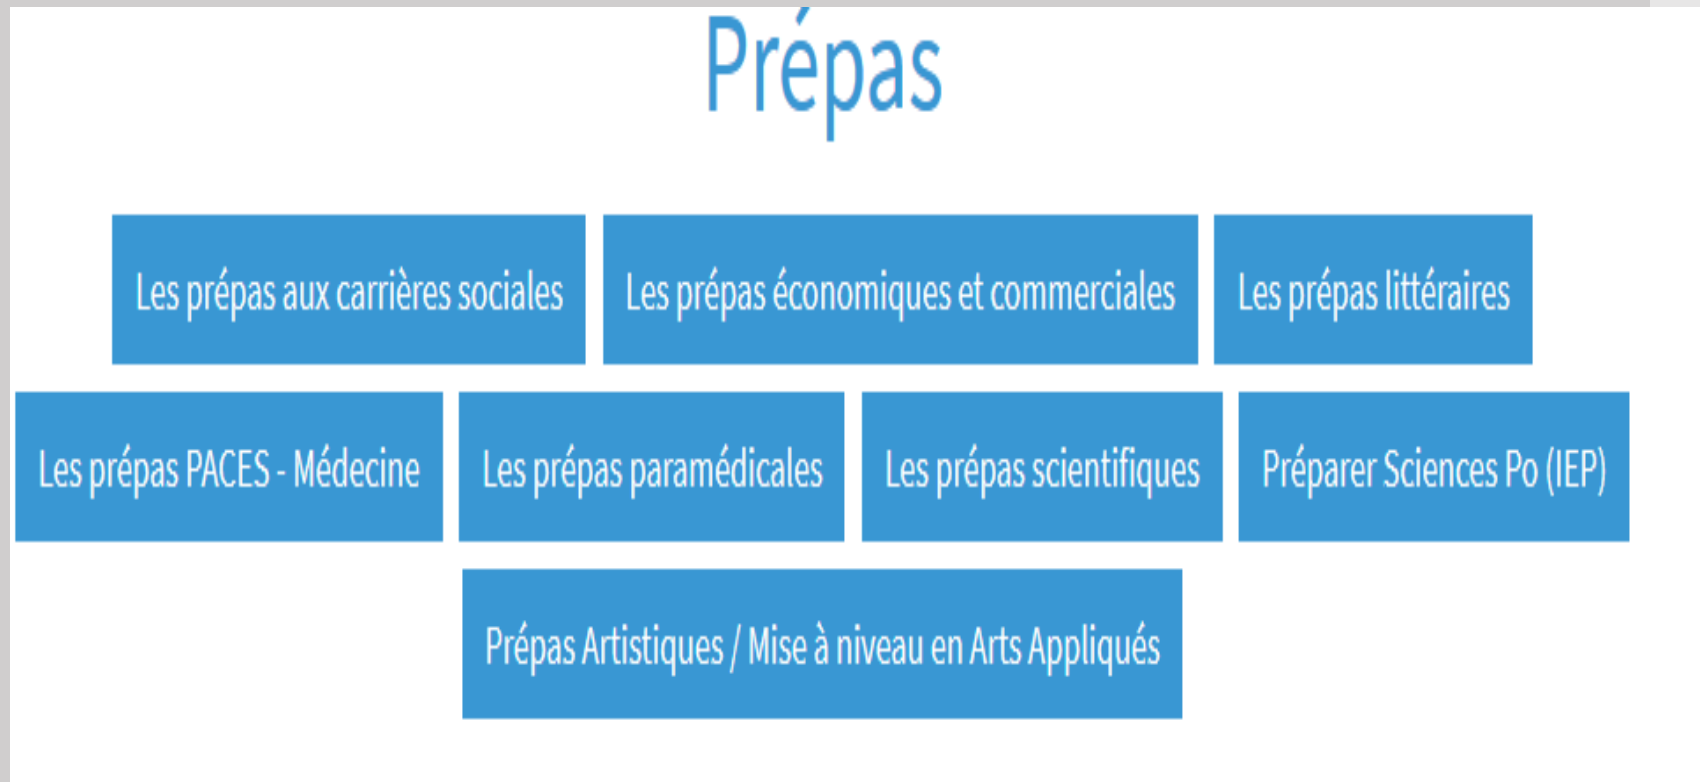 Prépas
Les prépas aux carrières sociales
Les prépas économiques et commerciales
Les prépas littéraires
Les prépas PACES - Médecine
Les prépas paramédicales
Les prépas scientifiques
Préparer Sciences Po (IEP)
Prépas Artistiques / Mise à niveau en Arts Appliqués